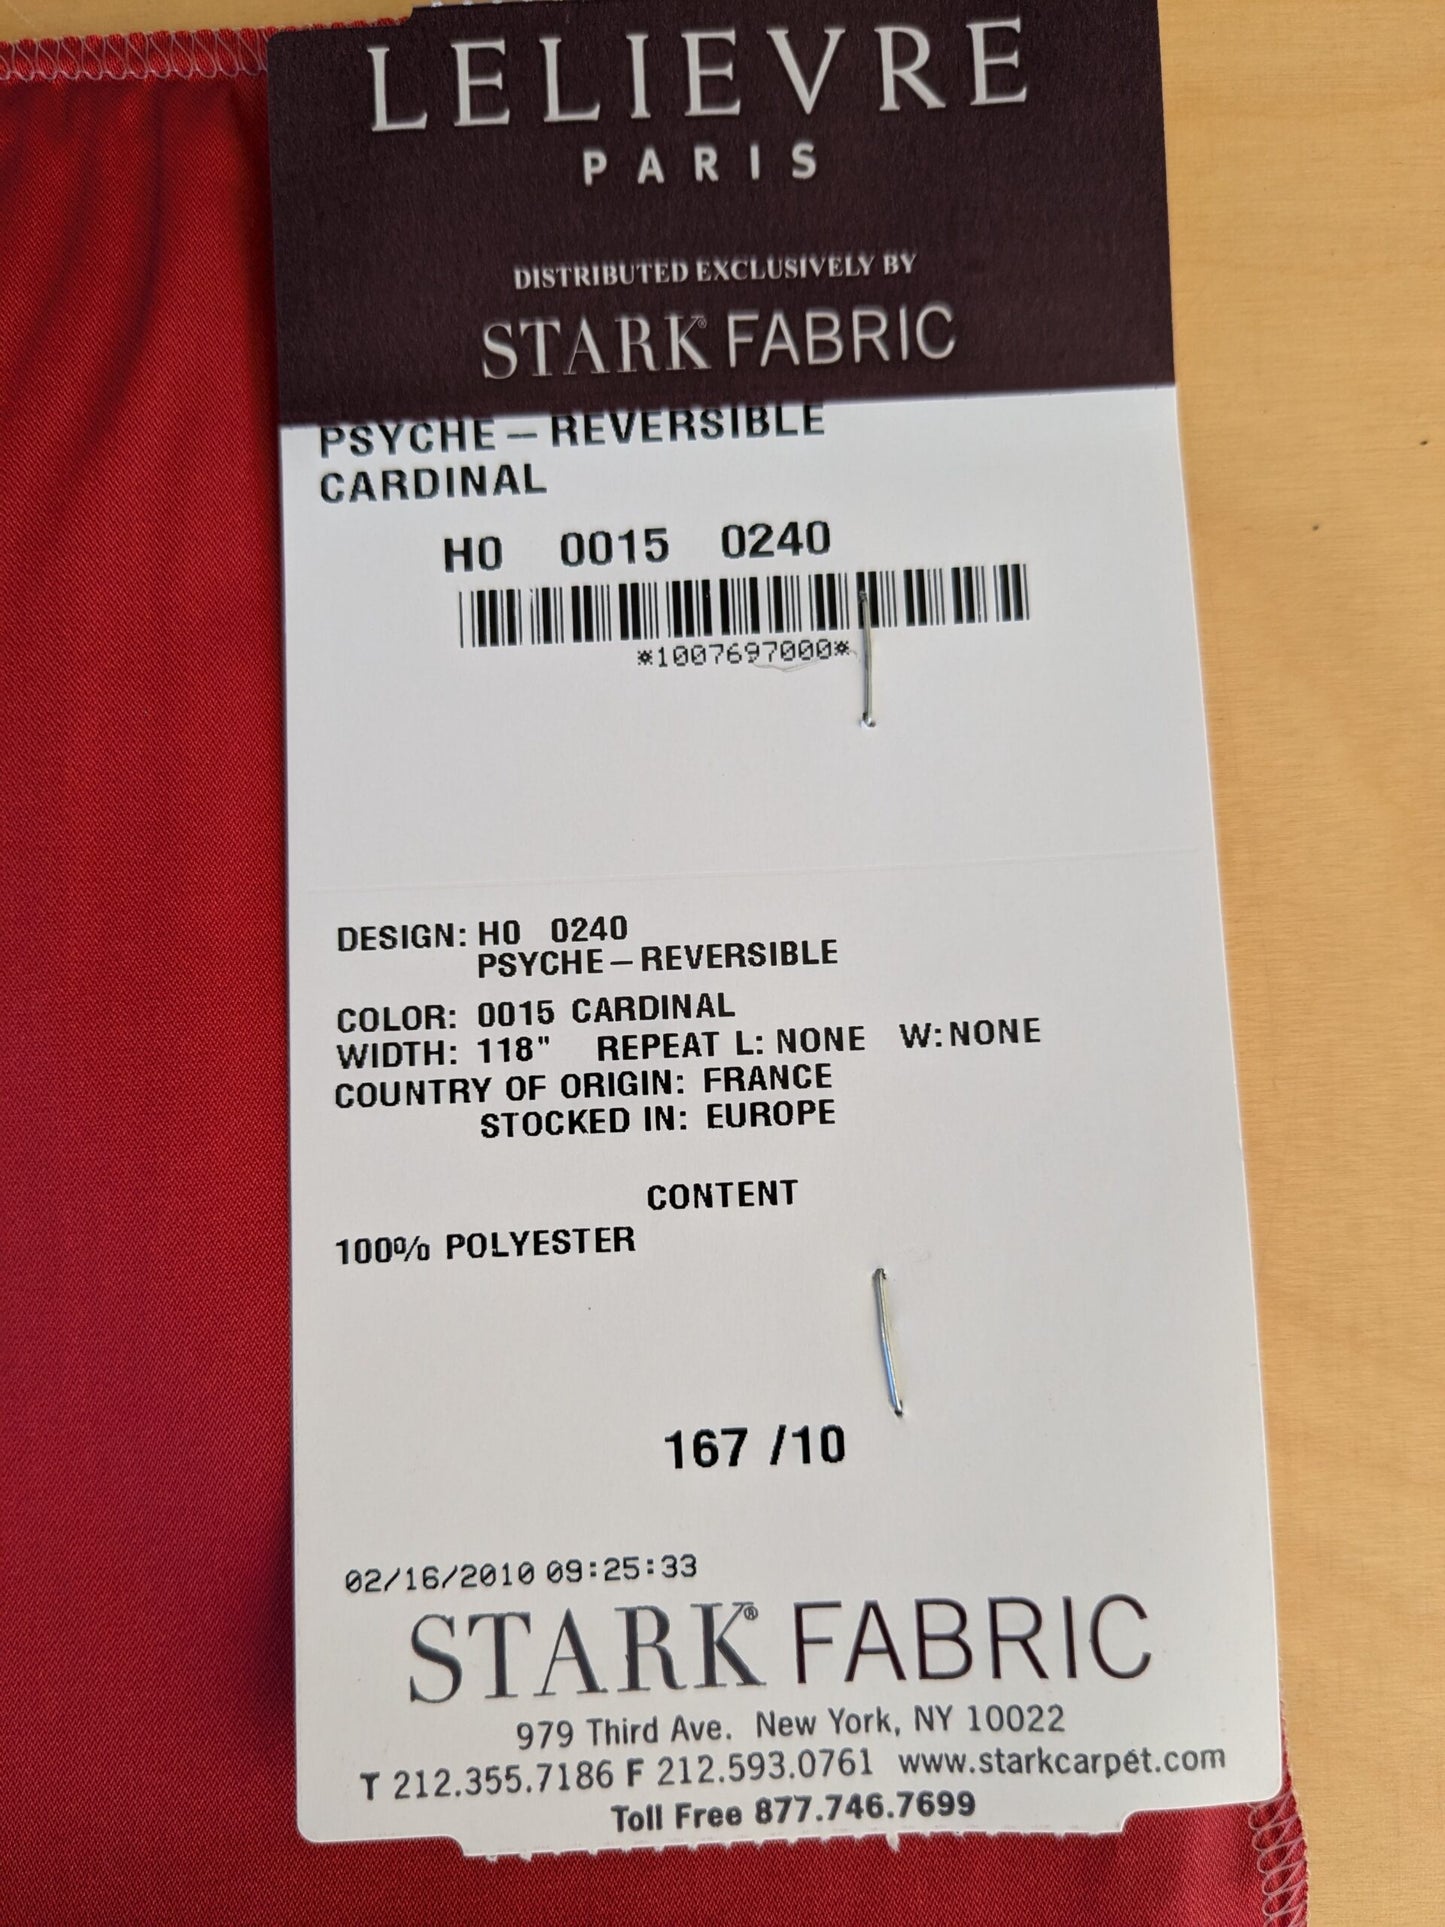 LELIEVRE
PARIS
DISTRIBUTED EXCLUSIVELY BY
STARK® FABRIC
PSYCHE – REVERSIBLE
CARDINAL
H0 0015 0240
*1007697000*
DESIGN: H0 0240
PSYCHE – REVERSIBLE
COLOR: 0015 CARDINAL
WIDTH: 118" REPEAT L: NONE W: NONE
COUNTRY OF ORIGIN: FRANCE
STOCKED IN: EUROPE
CONTENT
100% POLYESTER
167 /10
02/16/2010 09:25:33
STARK® FABRIC
979 Third Ave. New York, NY 10022
T 212.355.7186 F 212.593.0761 www.starkcarpet.com
Toll Free 877.746.7699